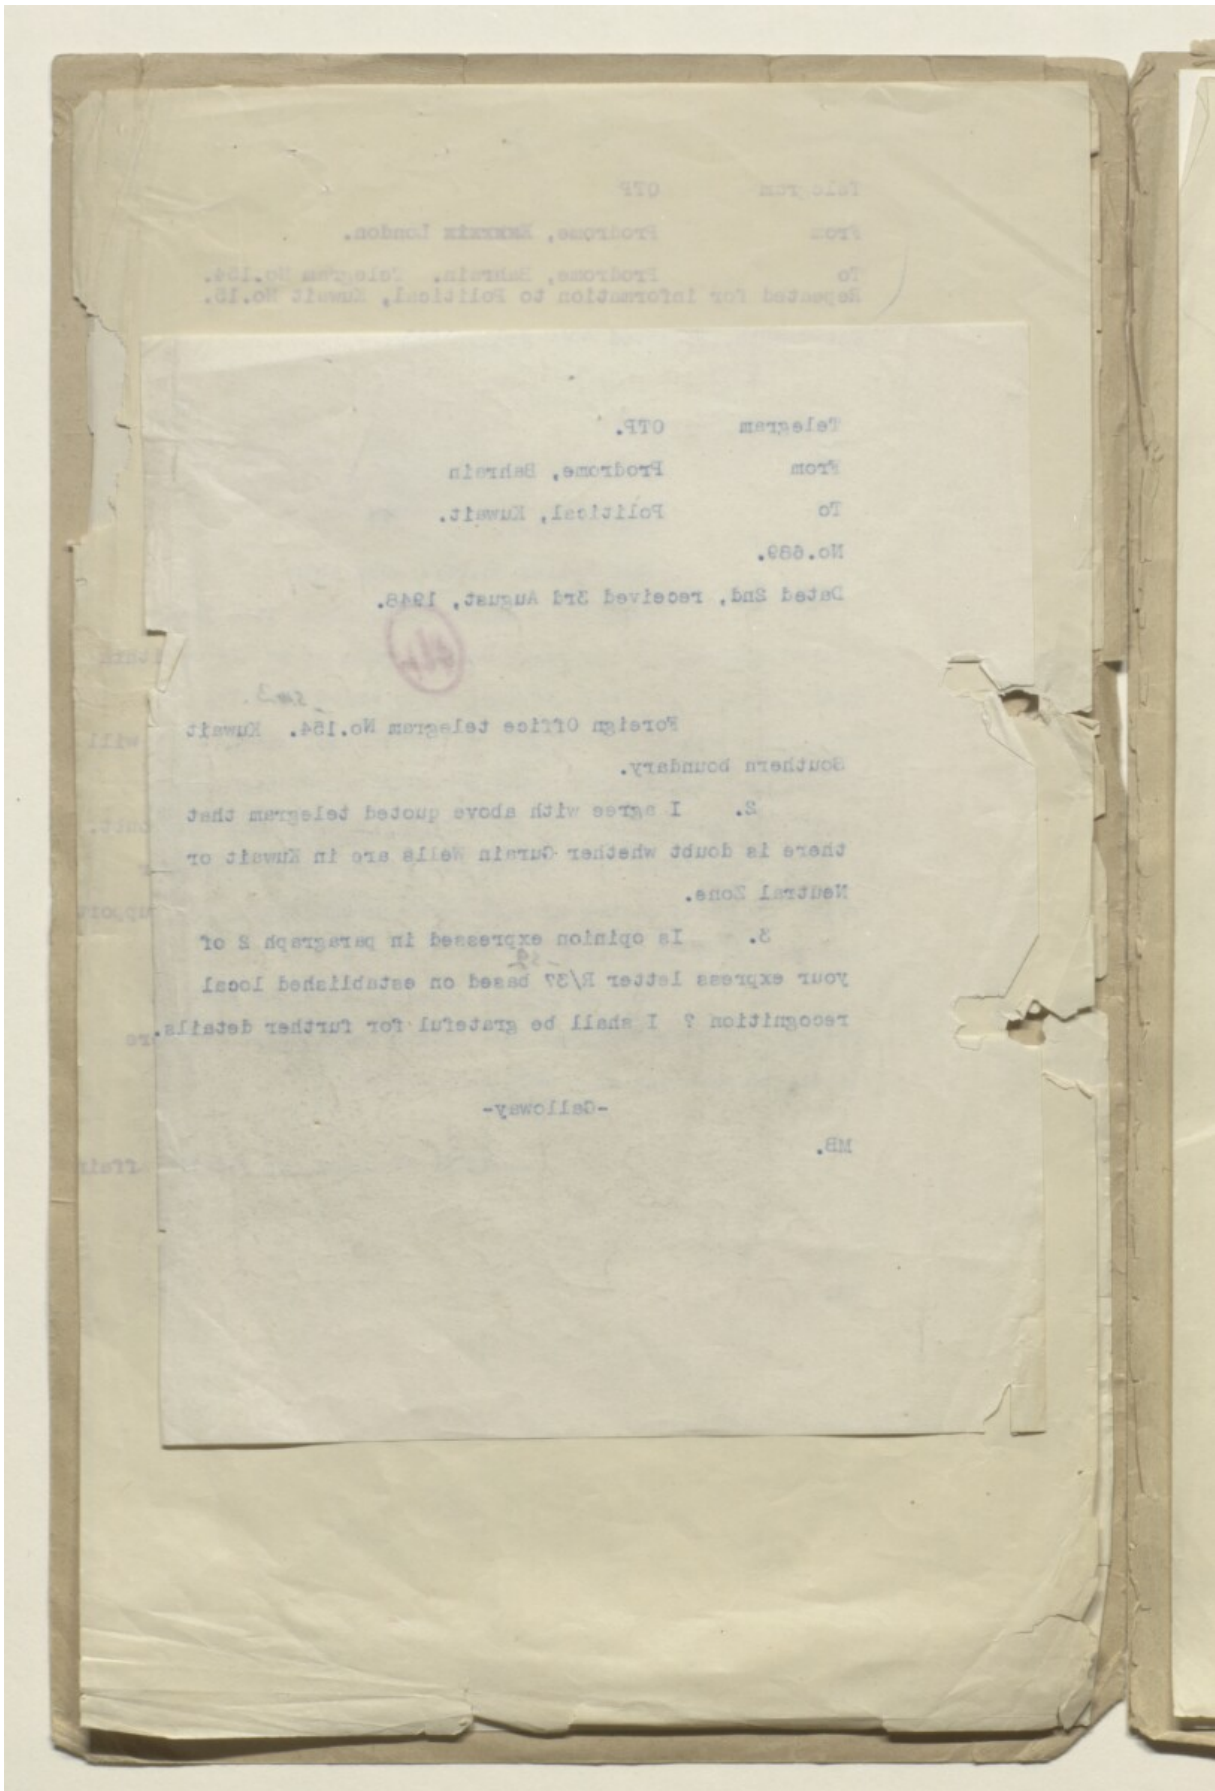 Telegram OTP
From Prodrome, London.
To Prodrome, Bahrain. Telegram No.154.
Repeated for information to Political, Kuwait No.15.
Telegram OTP.
From Prodrome, Bahrain
To Political, Kuwait.
No.689.
Dated 2nd, received 3rd August, 1948.
Foreign Office telegram No.154. Kuwait
Southern boundary.
2. I agree with above quoted telegram that
there is doubt whether Gurain Wells are in Kuwait or
Neutral Zone.
3. Is opinion expressed in paragraph 2 of
your express letter R/37 based on established local
recognition ? I shall be grateful for further details.
-Galloway-
MB.
will